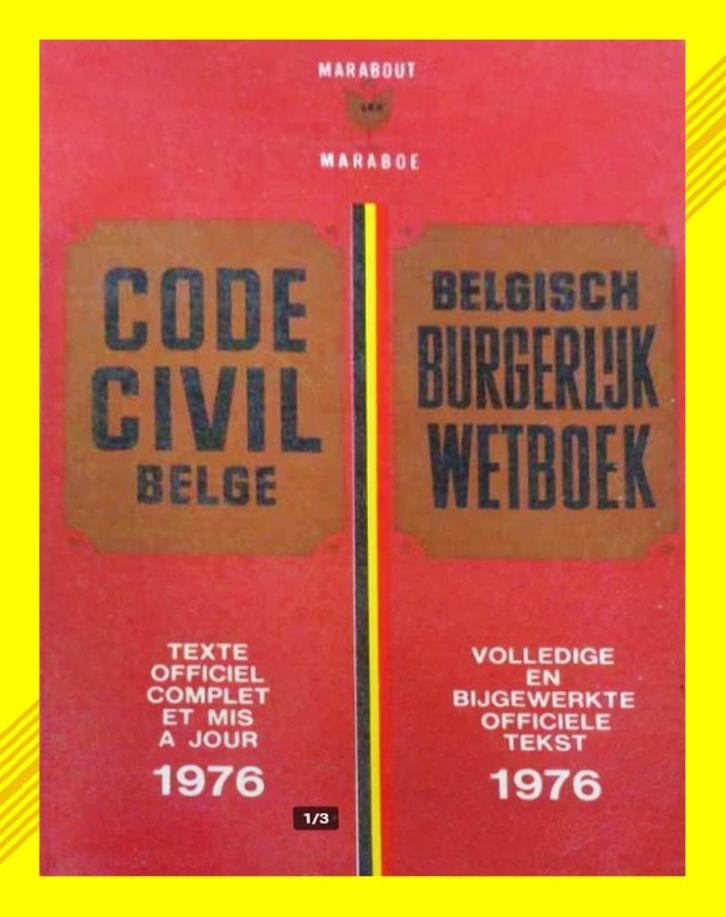 MARABOUT
MARABOE
CODE
CIVIL
BELGE
TEXTE
OFFICIEL
COMPLET
ET MIS
A JOUR
1976
BELGISCH
BURGERLIJK
WETBOEK
VOLLEDIGE
EN
BIJGEWERKTE
OFFICIELE
TEKST
1976
1/3